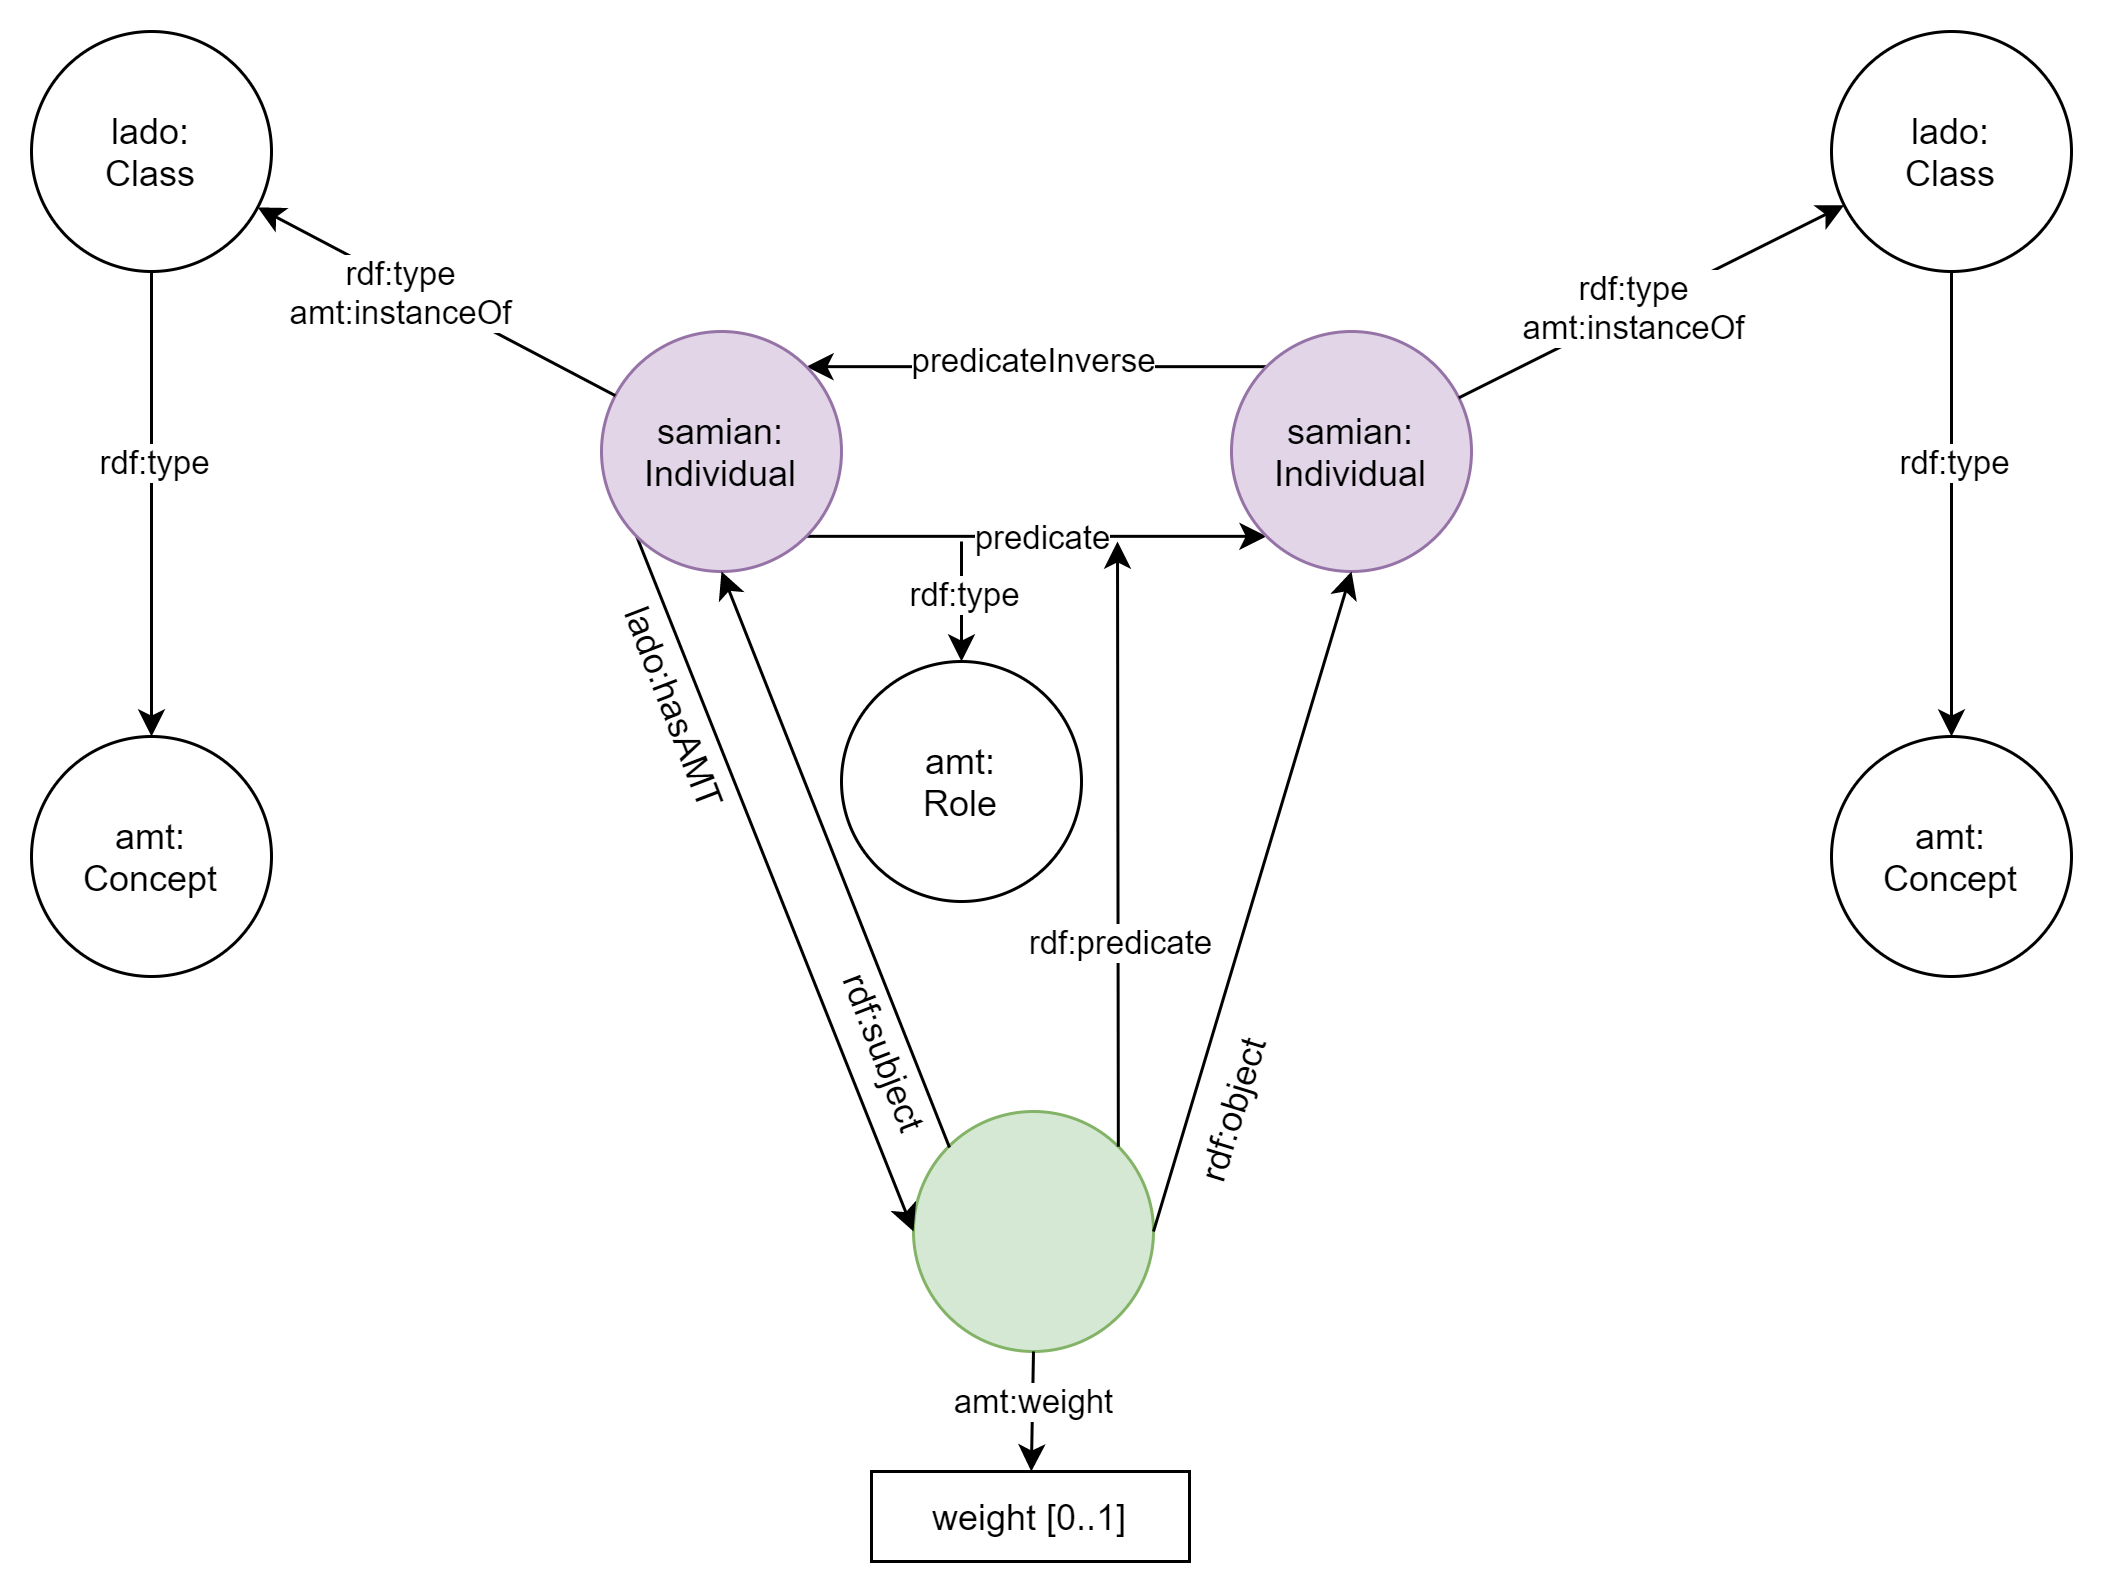 lado:
Class
lado:
Class
rdf:type
amt:instanceOf
rdf:type
amt:instanceOf
predicateInverse
samian:
Individual
samian:
Individual
rdf:type
rdf:type
predicate
rdf:type
lado:hasAMT
amt:
Role
amt:
Concept
amt:
Concept
rdf:predicate
rdf:subject
rdf:object
amt:weight
weight [0..1]